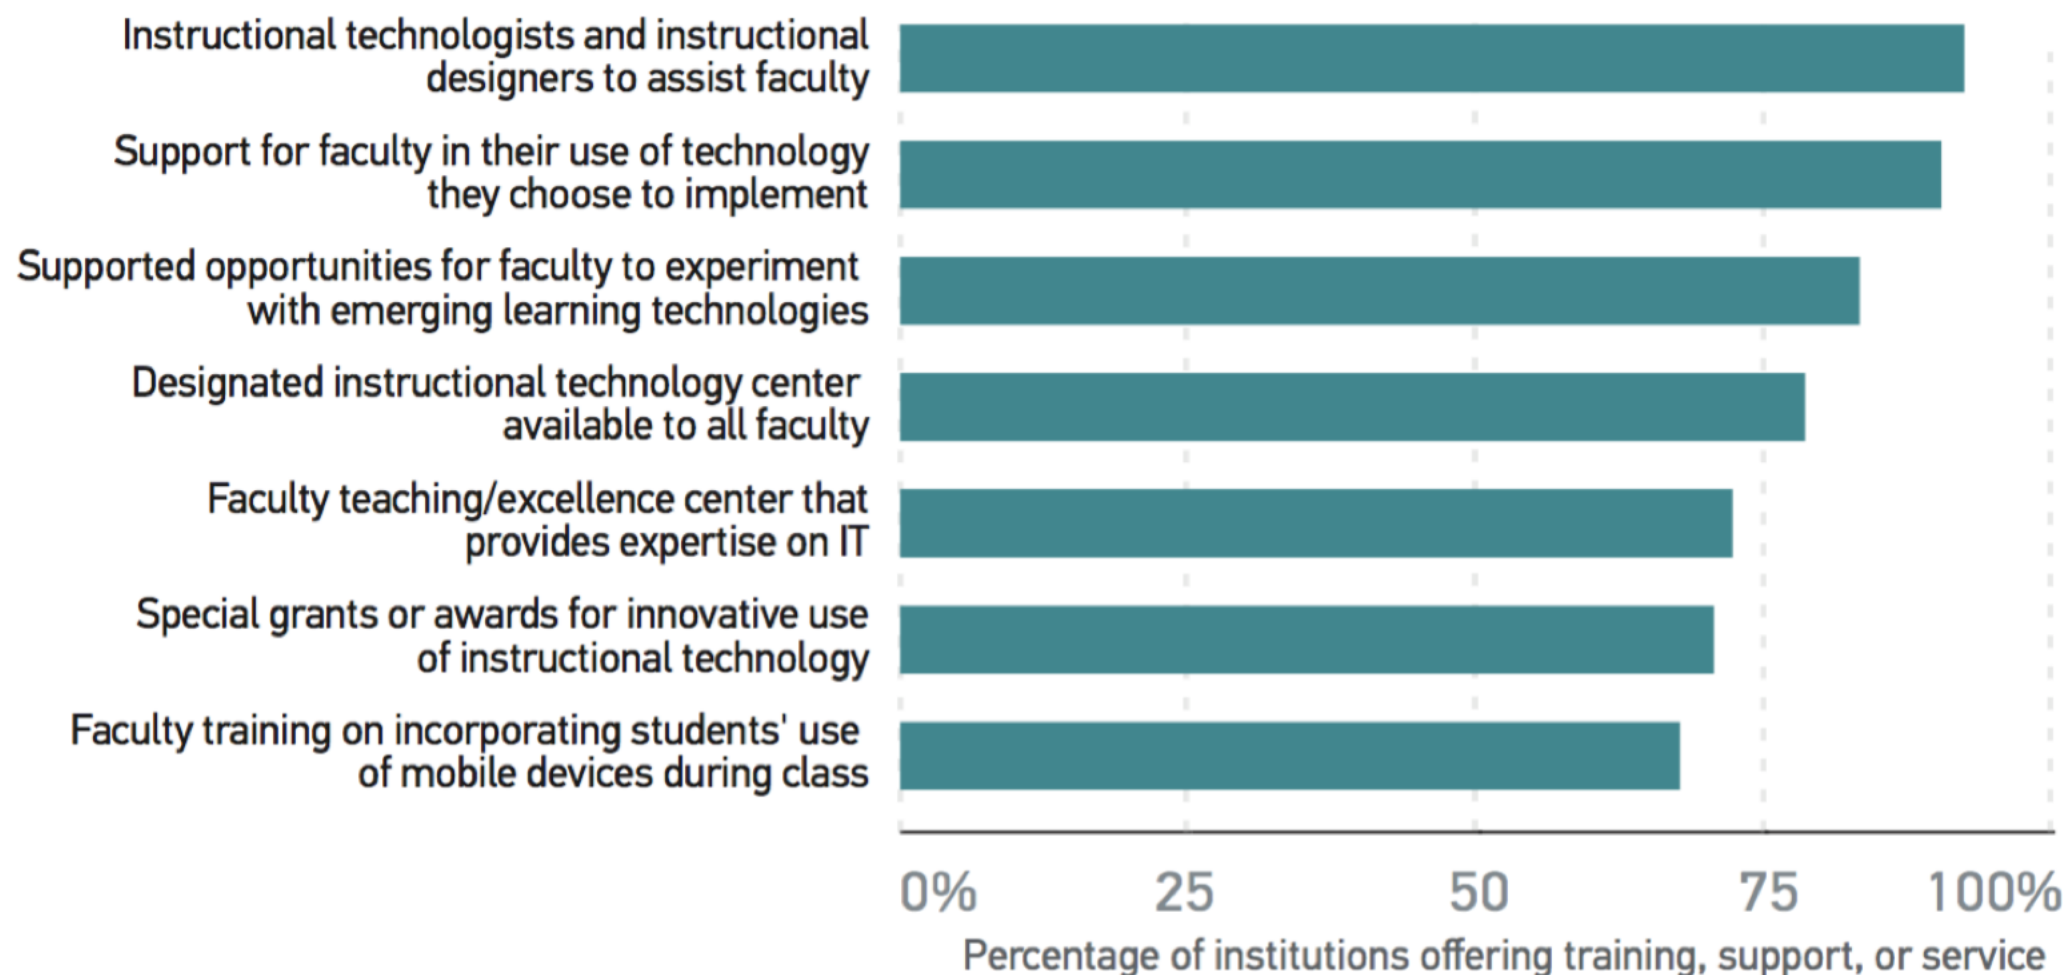 Instructional technologists and instructional
designers to assist faculty
Support for faculty in their use of technology
they choose to implement
Supported opportunities for faculty to experiment
with emerging learning technologies
Designated instructional technology center
available to all faculty
Faculty teaching/excellence center that
provides expertise on IT
Special grants or awards for innovative use
of instructional technology
Faculty training on incorporating students' use
of mobile devices during class
0% 25 50 75 100%
Percentage of institutions offering training, support, or service